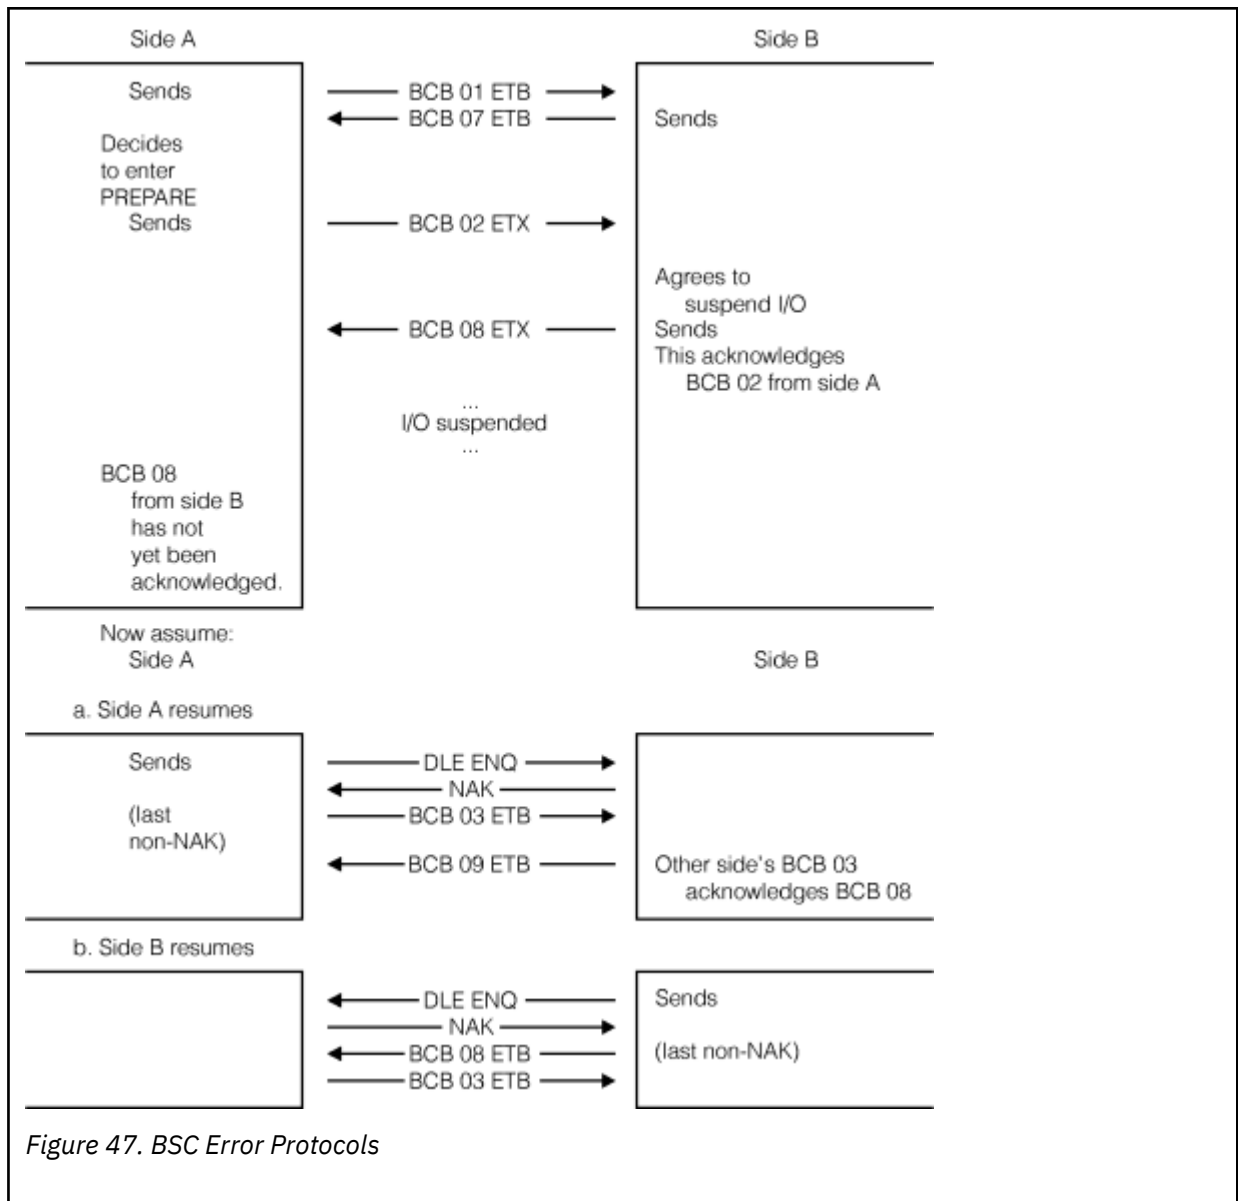 Side A
Side B
Sends
BCB 01 ETB
BCB 07 ETB
Sends
Decides
to enter
PREPARE
Sends
BCB 02 ETX
Agrees to
suspend I/O
BCB 08 ETX
Sends
This acknowledges
BCB 02 from side A
...
I/O suspended
...
BCB 08
from side B
has not
yet been
acknowledged.
Now assume:
Side A
Side B
a. Side A resumes
Sends
DLE ENQ
NAK
(last
non-NAK)
BCB 03 ETB
BCB 09 ETB
Other side's BCB 03
acknowledges BCB 08
b. Side B resumes
DLE ENQ
Sends
NAK
BCB 08 ETB
(last non-NAK)
BCB 03 ETB
Figure 47. BSC Error Protocols